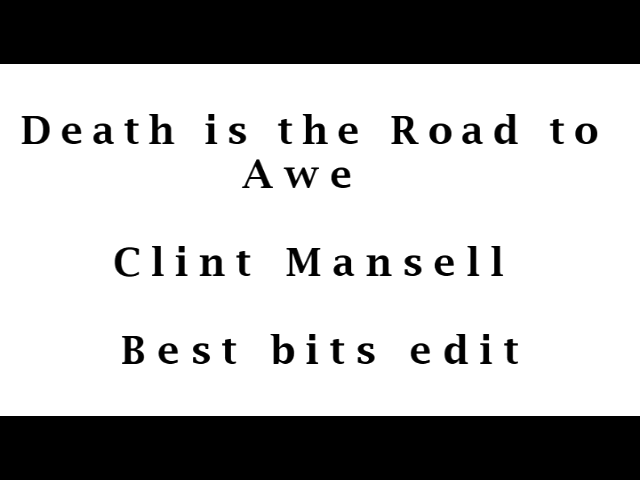 Death is the Road to
Awe
Clint Mansell
Best bits edit